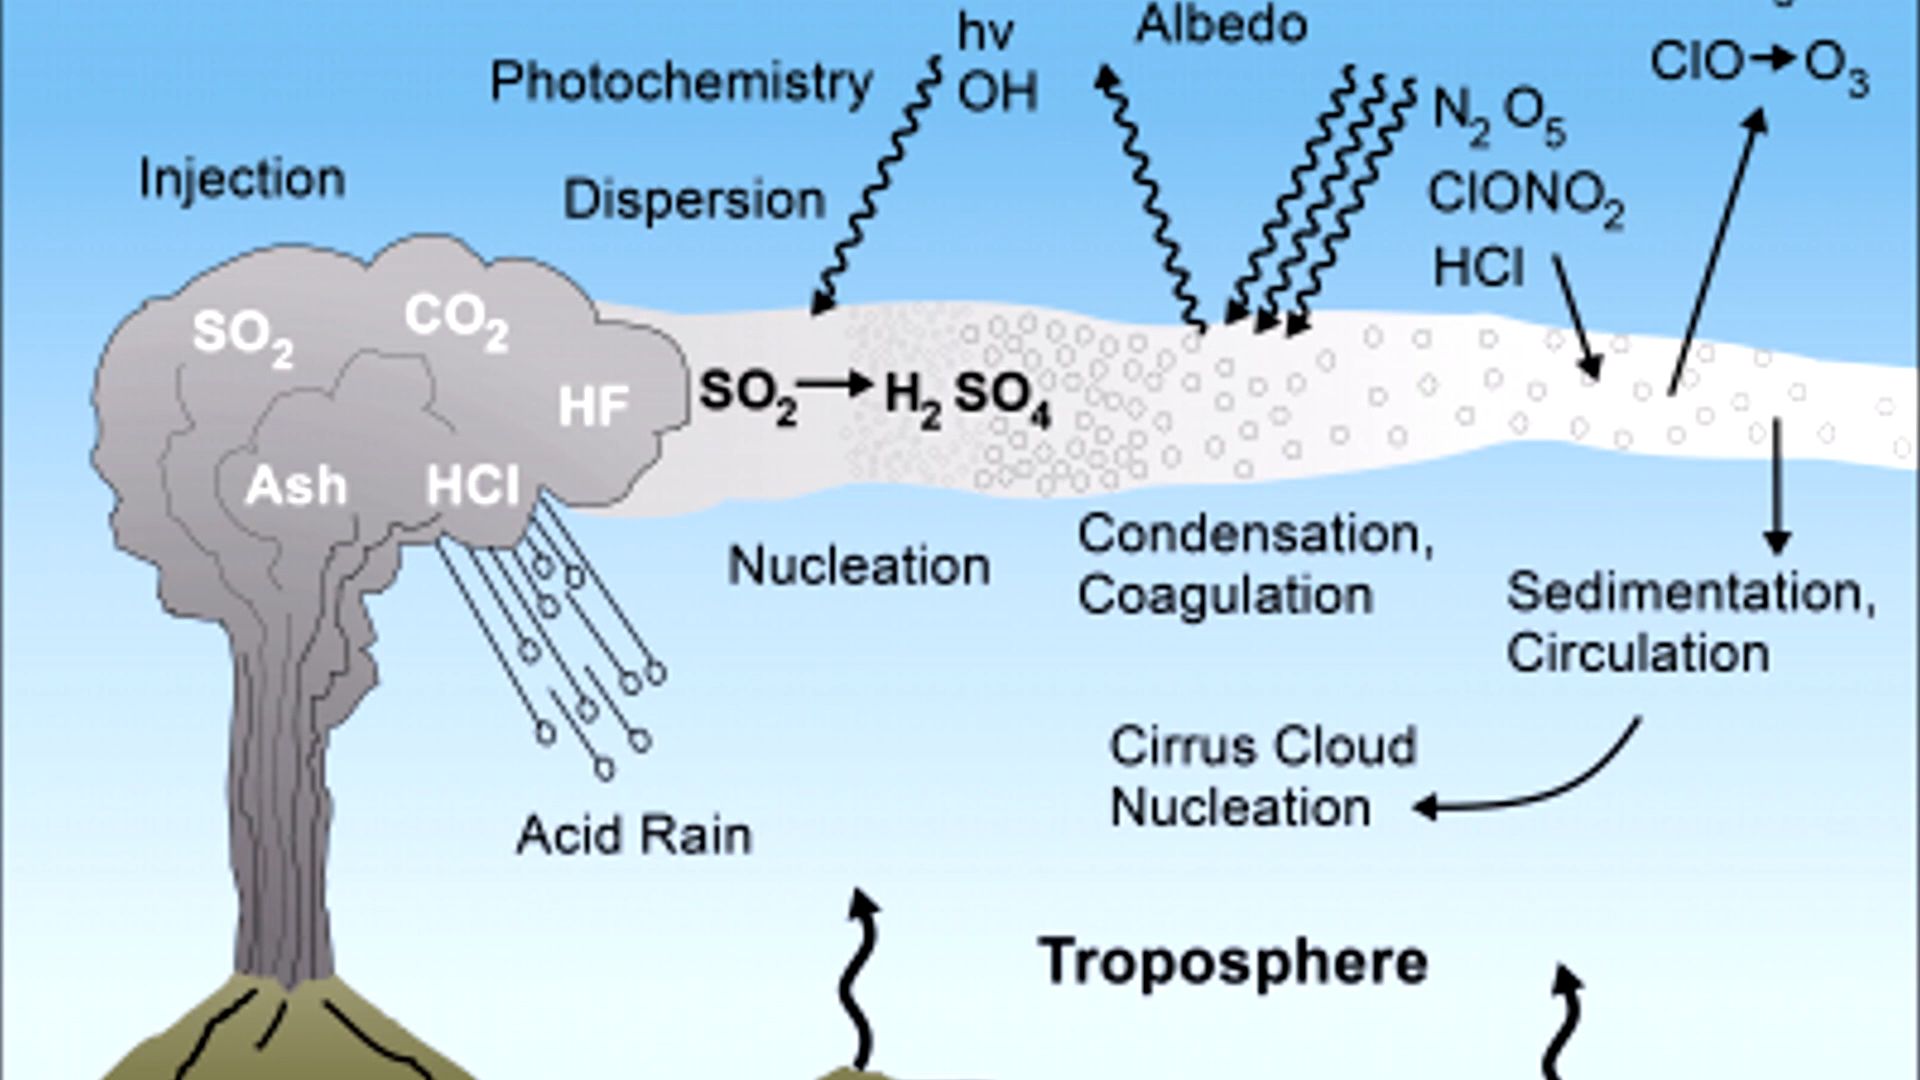 hv
OH
Albedo
Photochemistry
ClO→O3
N2 O5
Injection
Dispersion
ClONO2
HCl
SO2
CO2
HF
SO2→H2 SO4
Ash
HCl
Nucleation
Condensation,
Coagulation
Sedimentation,
Circulation
Cirrus Cloud
Nucleation
Acid Rain
Troposphere